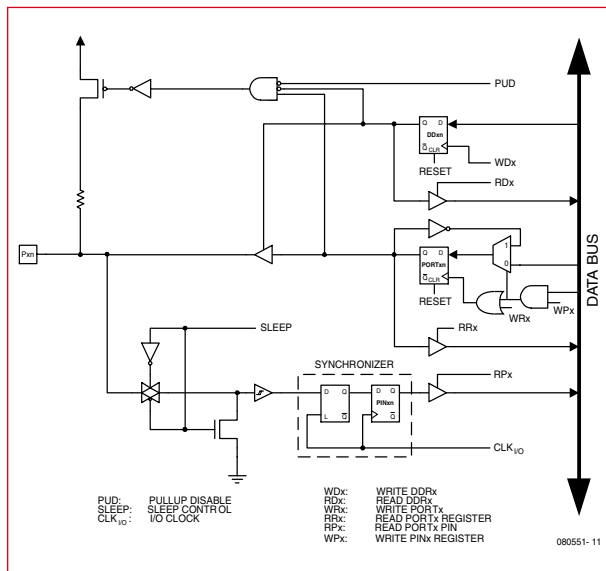 PUD
Q D
DDxn
Q CLR
WDx
RESET
RDx
Pxn
1
Q D
PORTxn
0
Q CLR
RESET
WRx
WPx
DATA BUS
SLEEP
RRx
SYNCHRONIZER
RPx
D Q
L Q
D Q
PINxn
Q
CLK I/O
PUD: PULLUP DISABLE
SLEEP: SLEEP CONTROL
CLK I/O: I/O CLOCK
WDx: WRITE DDRx
RDx: READ DDRx
WRx: WRITE PORTx
RRx: READ PORTx REGISTER
RPx: READ PORTx PIN
WPx: WRITE PINx REGISTER
080551- 11